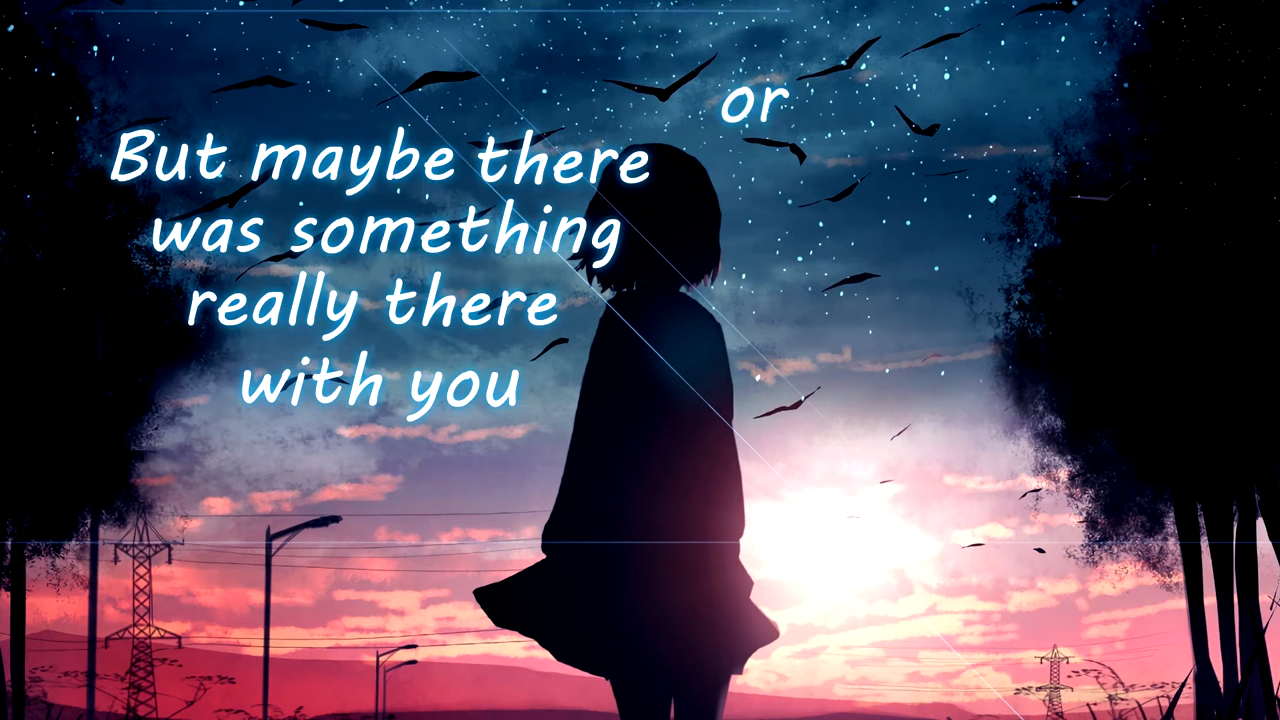 or
But maybe there
was something
really there
with you